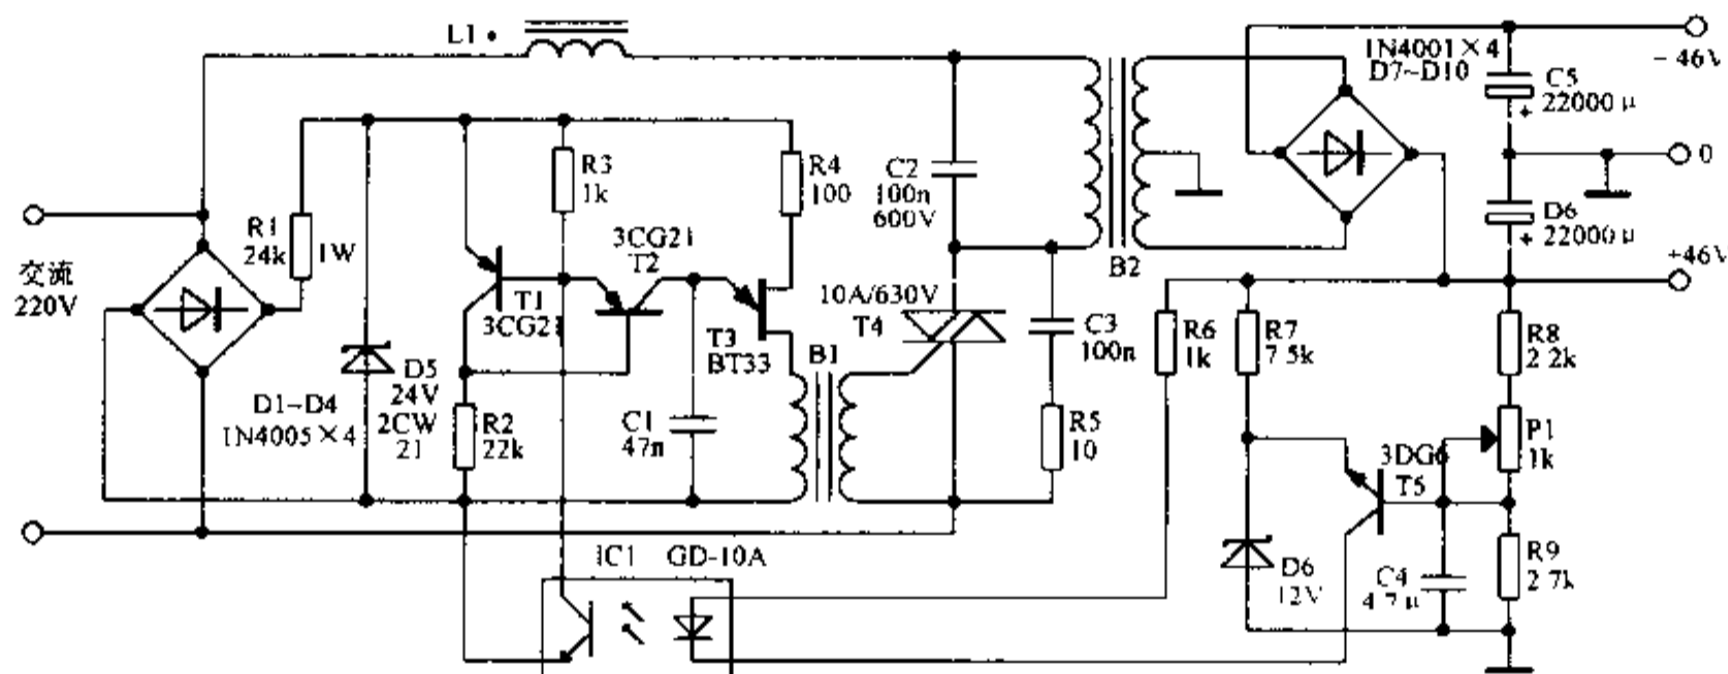 L1
1N4001×4
D7~D10
-46V
C5
22000μ
+
0
R3
1k
R4
100
C2
100n
600V
R1
24k
1W
D6
22000μ
+
+46V
交流
220V
3CG21
T2
T1
3CG21
B2
10A/630V
T4
C3
100n
R6
1k
R7
7.5k
R8
2.2k
T3
BT33
B1
D5
24V
2CW
21
D1~D4
1N4005×4
R2
22k
C1
47n
R5
10
P1
1k
3DG6
T5
IC1 GD-10A
D6
12V
C4
4.7μ
R9
2.7k